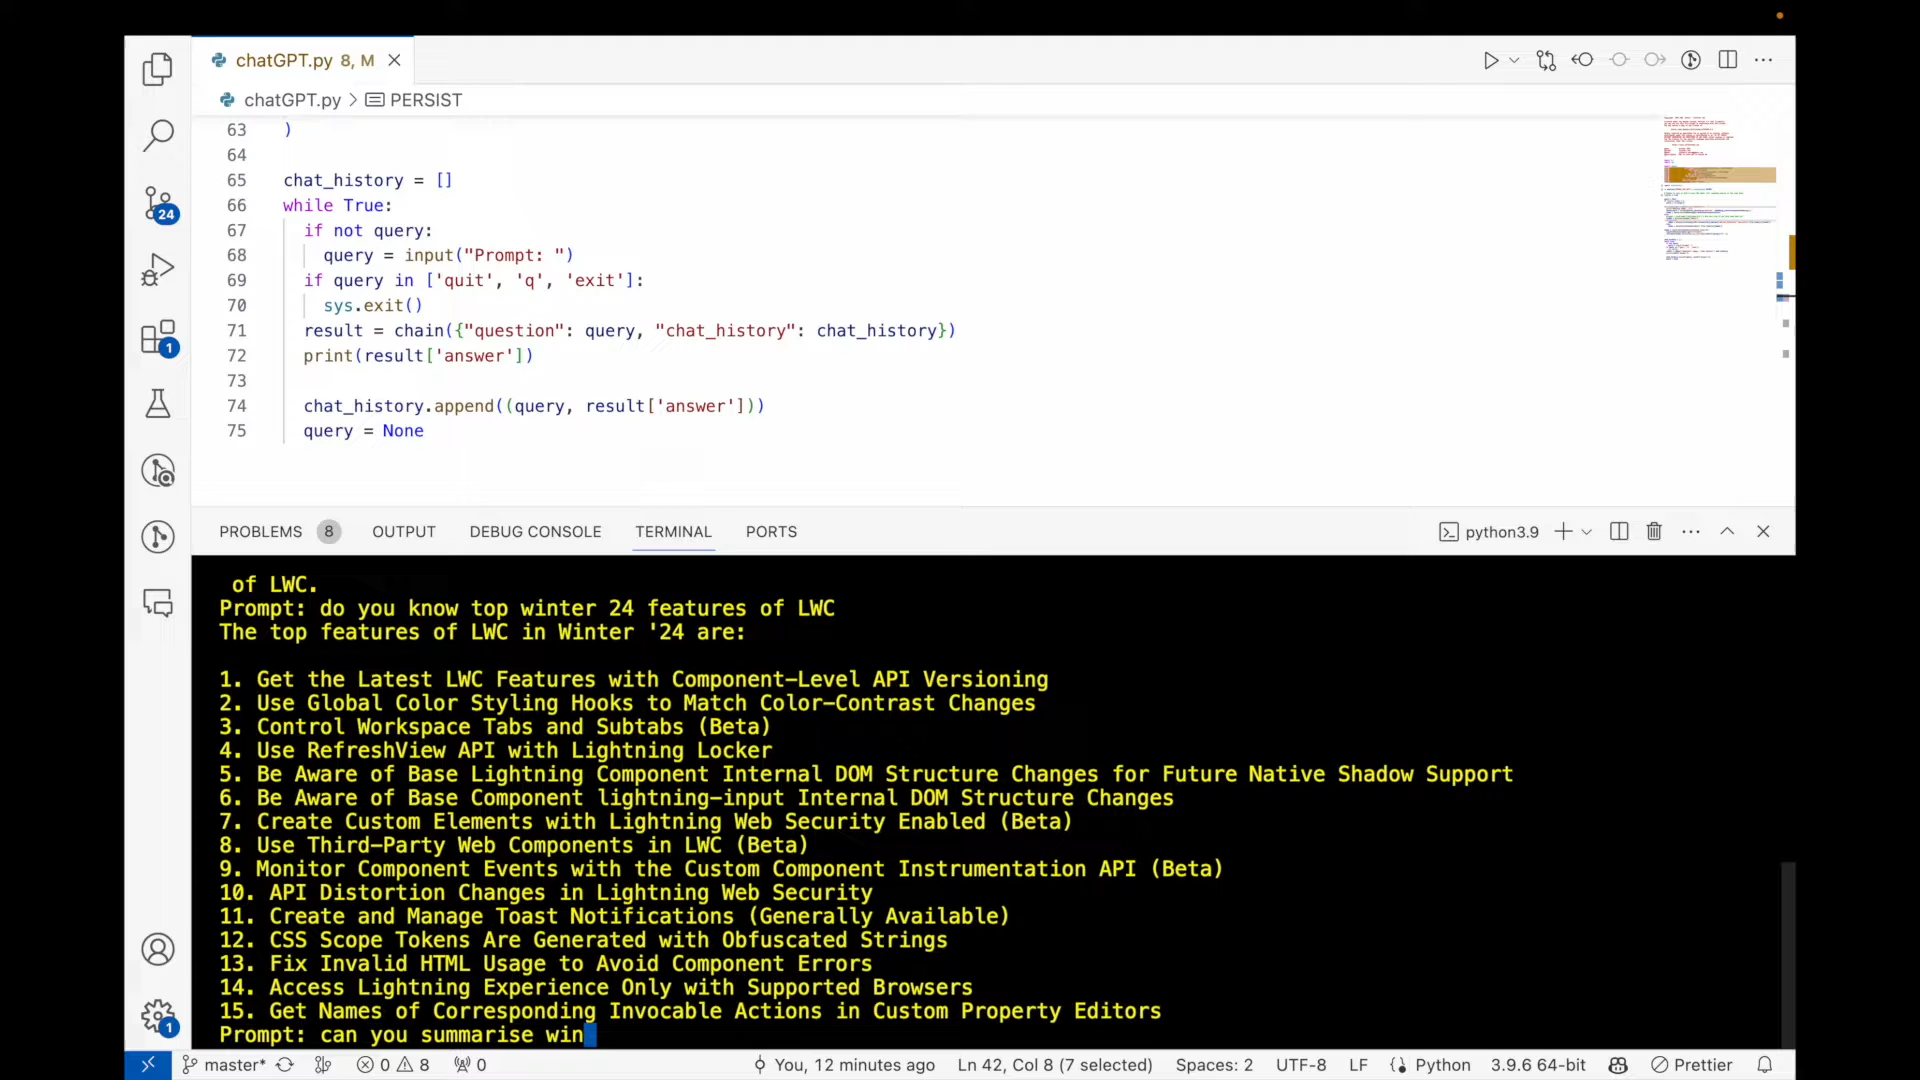 chatGPT.py 8, M
chatGPT.py > PERSIST
63 )
64
65 chat_history = []
66 while True:
67 if not query:
68 query = input("Prompt: ")
69 if query in ['quit', 'q', 'exit']:
70 sys.exit()
71 result = chain({"question": query, "chat_history": chat_history})
72 print(result['answer'])
73
74 chat_history.append((query, result['answer']))
75 query = None
24
1
PROBLEMS 8 OUTPUT DEBUG CONSOLE TERMINAL PORTS python3.9
of LWC.
Prompt: do you know top winter 24 features of LWC
The top features of LWC in Winter '24 are:
1. Get the Latest LWC Features with Component-Level API Versioning
2. Use Global Color Styling Hooks to Match Color-Contrast Changes
3. Control Workspace Tabs and Subtabs (Beta)
4. Use RefreshView API with Lightning Locker
5. Be Aware of Base Lightning Component Internal DOM Structure Changes for Future Native Shadow Support
6. Be Aware of Base Component lightning-input Internal DOM Structure Changes
7. Create Custom Elements with Lightning Web Security Enabled (Beta)
8. Use Third-Party Web Components in LWC (Beta)
9. Monitor Component Events with the Custom Component Instrumentation API (Beta)
10. API Distortion Changes in Lightning Web Security
11. Create and Manage Toast Notifications (Generally Available)
12. CSS Scope Tokens Are Generated with Obfuscated Strings
13. Fix Invalid HTML Usage to Avoid Component Errors
14. Access Lightning Experience Only with Supported Browsers
15. Get Names of Corresponding Invocable Actions in Custom Property Editors
Prompt: can you summarise win
1
master* 0 8 0 You, 12 minutes ago Ln 42, Col 8 (7 selected) Spaces: 2 UTF-8 LF Python 3.9.6 64-bit Prettier